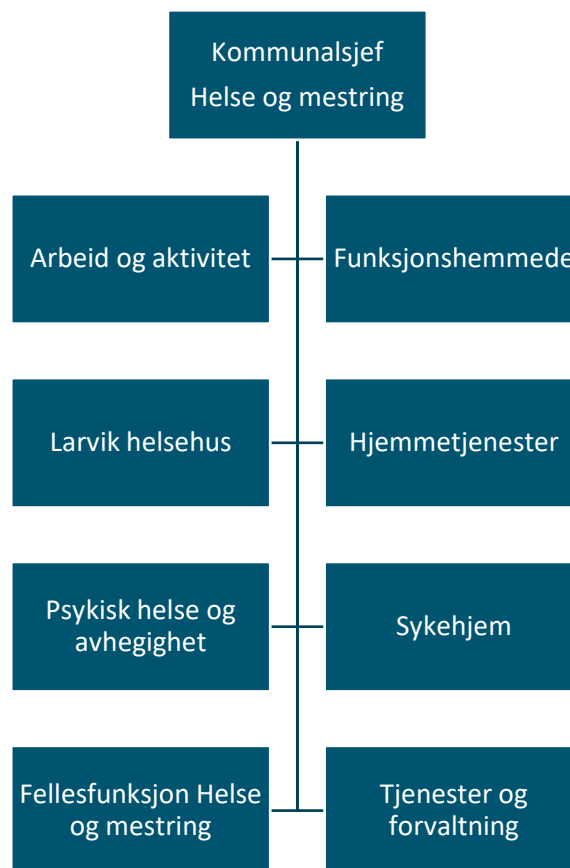 Kommunalsjef
Helse og mestring
Arbeid og aktivitet
Funksjonshemmede
Larvik helsehus
Hjemmetjenester
Psykisk helse og
avhegighet
Sykehjem
Fellesfunksjon Helse
og mestring
Tjenester og
forvaltning